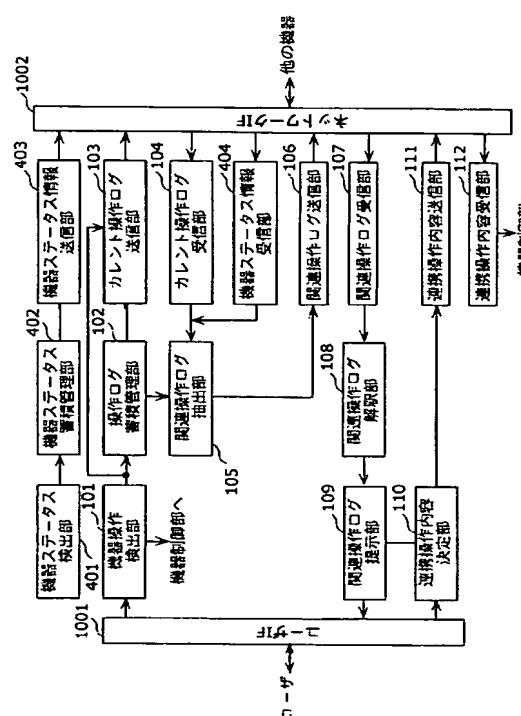 1002
他の機器
ネットワークIF
403
機器ステータス情報
送信部
103
カレント操作ログ
送信部
104
カレント操作ログ
受信部
404
機器ステータス情報
受信部
106
関連操作ログ送信部
107
関連操作ログ受信部
111
連携操作内容送信部
112
連携操作内容受信部
402
機器ステータス
蓄積管理部
102
操作ログ
蓄積管理部
関連操作ログ
抽出部
105
108
関連操作ログ
解釈部
機器ステータス
検出部
401
101
機器操作
検出部
機器制御部へ
109
関連操作ログ
提示部
110
連携操作内容
決定部
1001
ユーザIF
ユーザ